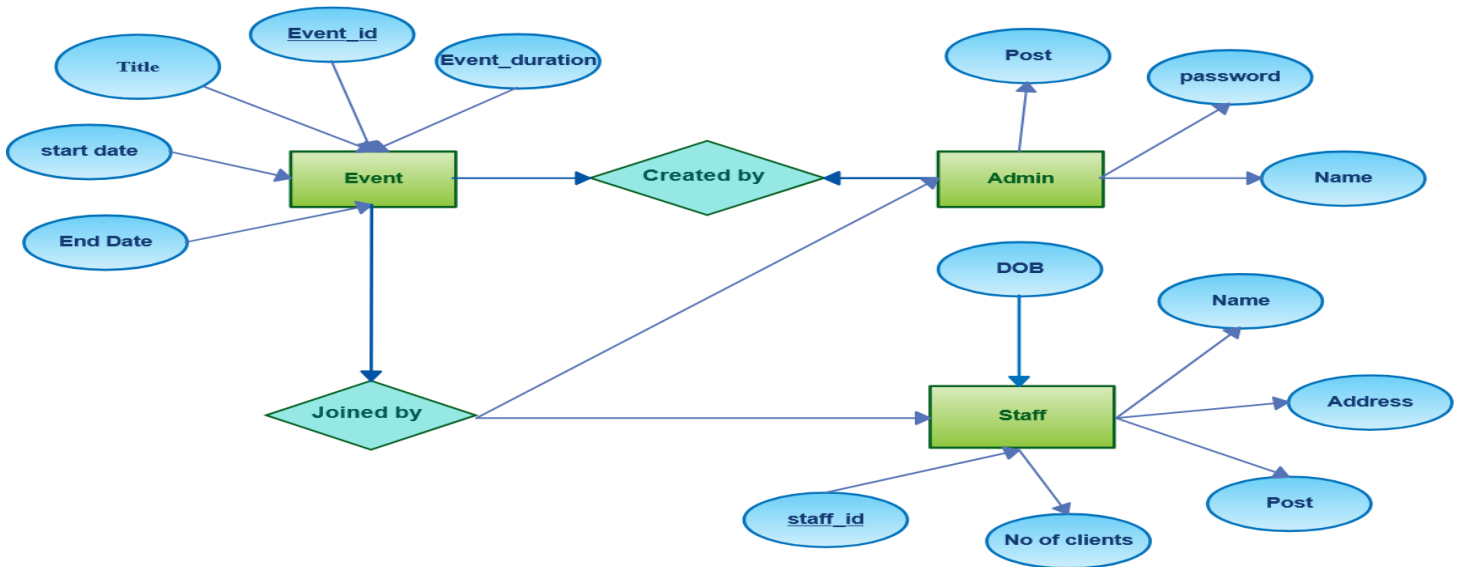 Event_id
Title
Event_duration
Post
password
start date
Event
Created by
Admin
Name
End Date
DOB
Name
Address
Joined by
Staff
Post
staff_id
No of clients